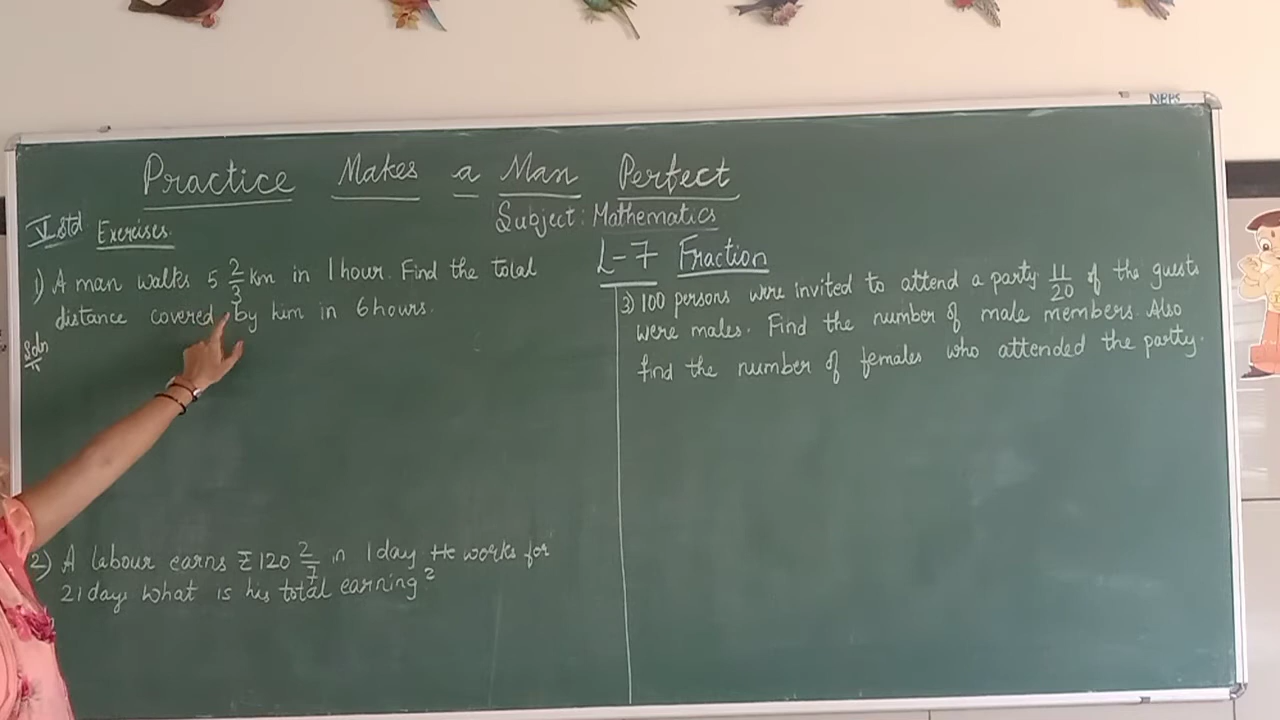 NBPS
Practice Makes a Man Perfect
Subject: Mathematics
V Std Exercises
L-7 Fraction
1) A man walks 5 2/3 km in 1 hour. Find the total
distance covered by him in 6 hours.
Soln
2) A labour earns ₹ 120 2/7 in 1 day He works for
21 days What is his total earning?
3) 100 persons were invited to attend a party 11/20 of the guests
were males. Find the number of male members. Also
find the number of females who attended the party.